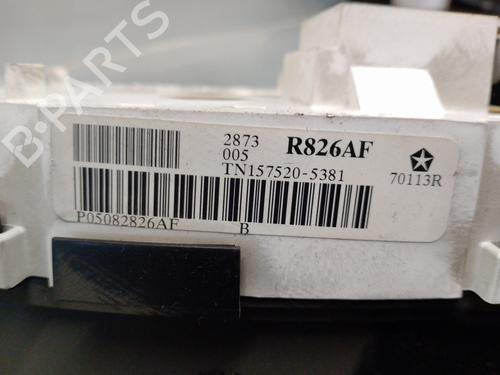 B-PARTS
2873
005
R826AF
TN157520-5381
70113R
P05082826AF
B